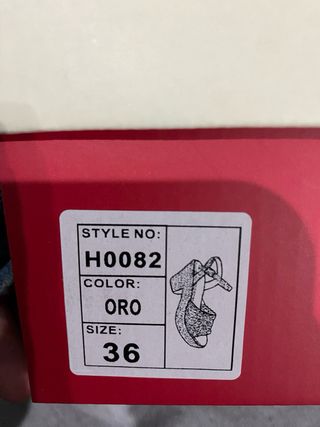 STYLE NO:
H0082
COLOR:
ORO
SIZE:
36